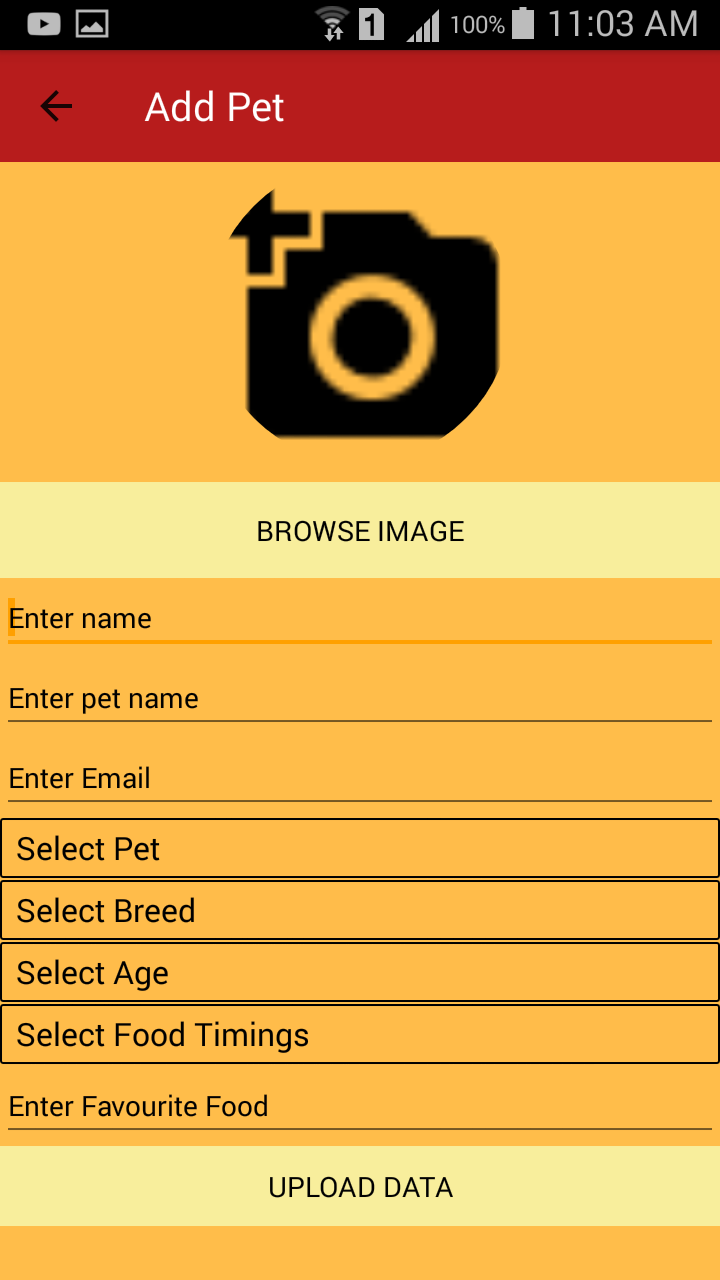 1 100% 11:03 AM
Add Pet
BROWSE IMAGE
Enter name
Enter pet name
Enter Email
Select Pet
Select Breed
Select Age
Select Food Timings
Enter Favourite Food
UPLOAD DATA